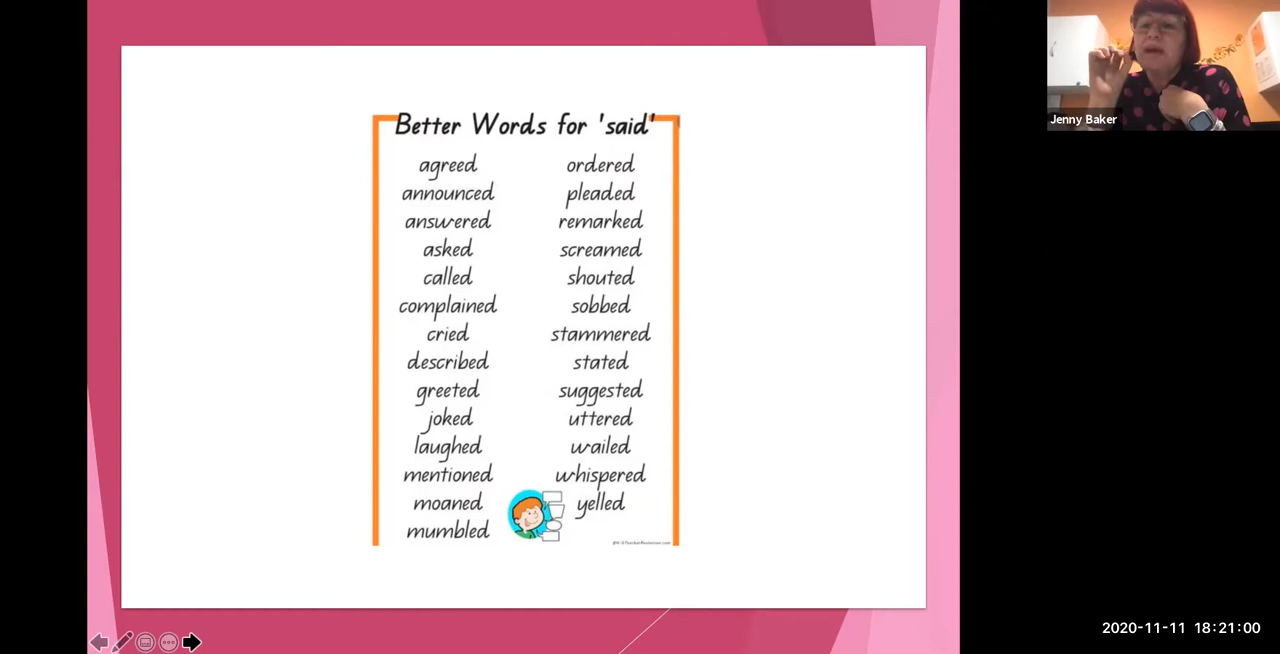 Better Words for 'said'
agreed
announced
answered
asked
called
complained
cried
described
greeted
joked
laughed
mentioned
moaned
mumbled
ordered
pleaded
remarked
screamed
shouted
sobbed
stammered
stated
suggested
uttered
wailed
whispered
yelled
Jenny Baker
2020-11-11 18:21:00